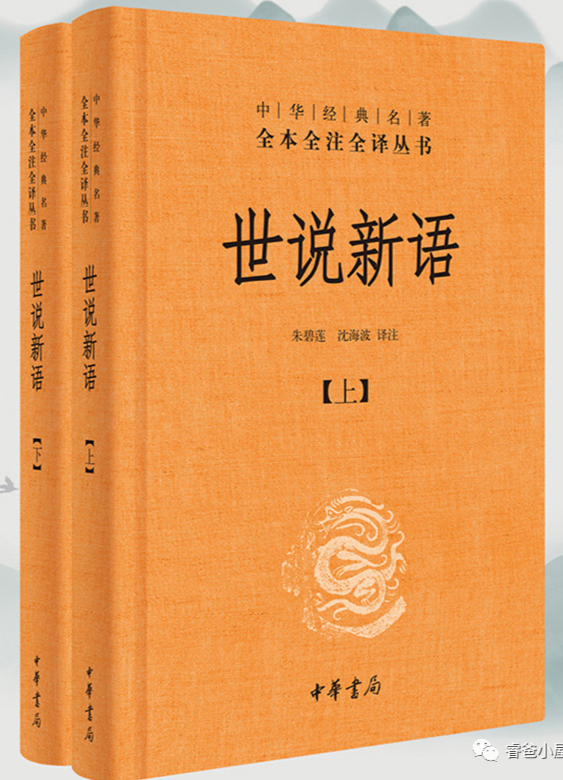 中华经典名著
全本全注全译丛书
世说新语
朱碧莲 沈海波 译注
【上】
中華書局
中华经典名著
全本全注全译丛书
世说新语
【上】
中華書局
中华经典名著
全本全注全译丛书
世说新语
【下】
中華書局
睿爸小屋